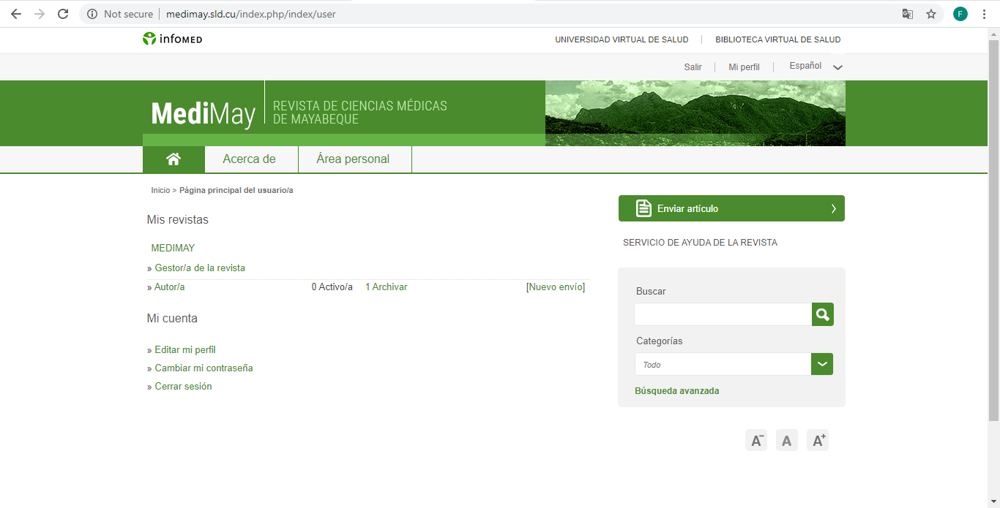 Not secure medimay.sld.cu/index.php/index/user F
infoMED UNIVERSIDAD VIRTUAL DE SALUD BIBLIOTECA VIRTUAL DE SALUD
Salir Mi perfil Español
MediMay REVISTA DE CIENCIAS MÉDICAS
DE MAYABEQUE
Acerca de Área personal
Inicio > Página principal del usuario/a
Mis revistas
MEDIMAY
» Gestor/a de la revista
» Autor/a 0 Activo/a 1 Archivar [Nuevo envío]
Mi cuenta
» Editar mi perfil
» Cambiar mi contraseña
» Cerrar sesión
Enviar artículo
SERVICIO DE AYUDA DE LA REVISTA
Buscar
Categorías
Todo
Búsqueda avanzada
A- A A+